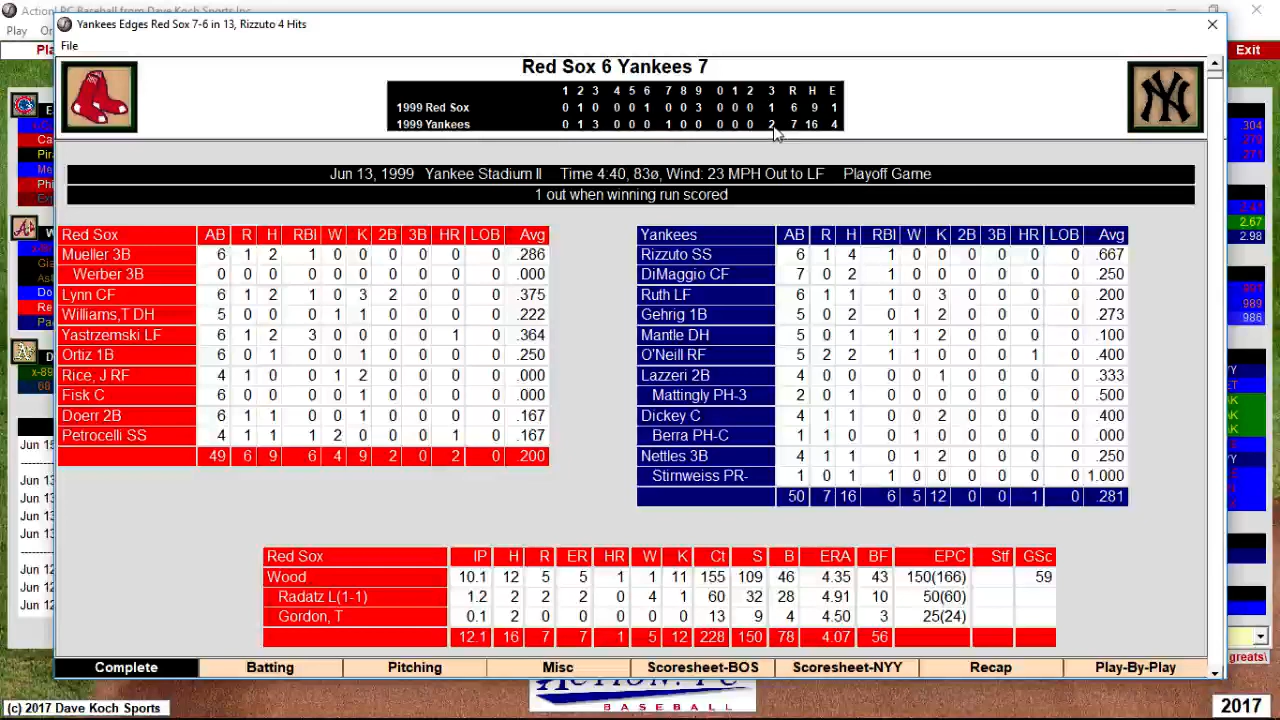 Action! PC Baseball from Dave Koch Sports Inc
Yankees Edges Red Sox 7-6 in 13, Rizzuto 4 Hits
Play
File
Exit
Red Sox 6 Yankees 7
1 2 3 4 5 6 7 8 9 0 1 2 3 R H E
1999 Red Sox 0 1 0 0 0 1 0 0 3 0 0 0 1 6 9 1
1999 Yankees 0 1 3 0 0 0 1 0 0 0 0 0 2 7 16 4
Jun 13, 1999 Yankee Stadium II Time 4.40, 83ø, Wind: 23 MPH Out to LF Playoff Game
1 out when winning run scored
Red Sox AB R H RBI W K 2B 3B HR LOB Avg
Mueller 3B 6 1 2 1 0 0 0 0 0 0 .286
Werber 3B 0 0 0 0 0 0 0 0 0 0 .000
Lynn CF 6 1 2 1 0 3 2 0 0 0 .375
Williams,T DH 5 0 0 0 1 1 0 0 0 0 .222
Yastrzemski LF 6 1 2 3 0 0 0 0 1 0 .364
Ortiz 1B 6 0 1 0 0 1 0 0 0 0 .250
Rice, J RF 4 1 0 0 1 2 0 0 0 0 .000
Fisk C 6 0 0 0 0 1 0 0 0 0 .000
Doerr 2B 6 1 1 0 0 1 0 0 0 0 .167
Petrocelli SS 4 1 1 1 2 0 0 0 1 0 .167
49 6 9 6 4 9 2 0 2 0 .200
Yankees AB R H RBI W K 2B 3B HR LOB Avg
Rizzuto SS 6 1 4 1 0 0 0 0 0 0 .667
DiMaggio CF 7 1 2 1 0 0 0 0 0 0 .250
Ruth LF 6 1 1 1 0 3 0 0 0 0 .200
Gehrig 1B 5 0 2 0 1 2 0 0 0 0 .273
Mantle DH 5 0 1 1 1 2 0 0 0 0 .100
O'Neill RF 5 2 2 1 1 0 0 0 1 0 .400
Lazzeri 2B 4 0 0 0 0 1 0 0 0 0 .333
Mattingly PH-3 2 0 1 0 0 0 0 0 0 0 .500
Dickey C 4 1 1 0 0 2 0 0 0 0 .400
Berra PH-C 1 1 0 0 1 0 0 0 0 0 .000
Nettles 3B 4 0 1 0 1 2 0 0 0 0 .250
Stirnweiss PR- 1 0 1 1 0 0 0 0 0 0 1.000
50 7 16 6 5 12 0 0 1 0 .281
Red Sox IP H R ER HR W K Ct S B ERA BF EPC Stf GSc
Wood 10.1 12 5 5 1 1 11 155 109 46 4.35 43 150(166) 59
Radatz L(1-1) 1.2 2 2 2 0 4 1 60 32 28 4.91 10 50(60)
Gordon, T 0.1 2 0 0 0 0 0 13 9 4 4.50 3 25(24)
12.1 16 7 7 1 5 12 228 150 78 4.07 56
Complete Batting Pitching Misc Scoresheet-BOS Scoresheet-NYY Recap Play-By-Play
BASEBALL
(c) 2017 Dave Koch Sports
2017